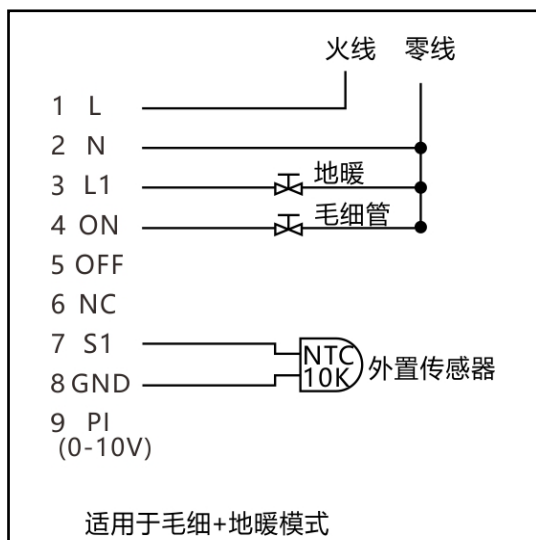 火线 零线
1 L
2 N
3 L1 地暖
4 ON 毛细管
5 OFF
6 NC
7 S1
8 GND
NTC
10K
外置传感器
9 PI
(0-10V)
适用于毛细+地暖模式